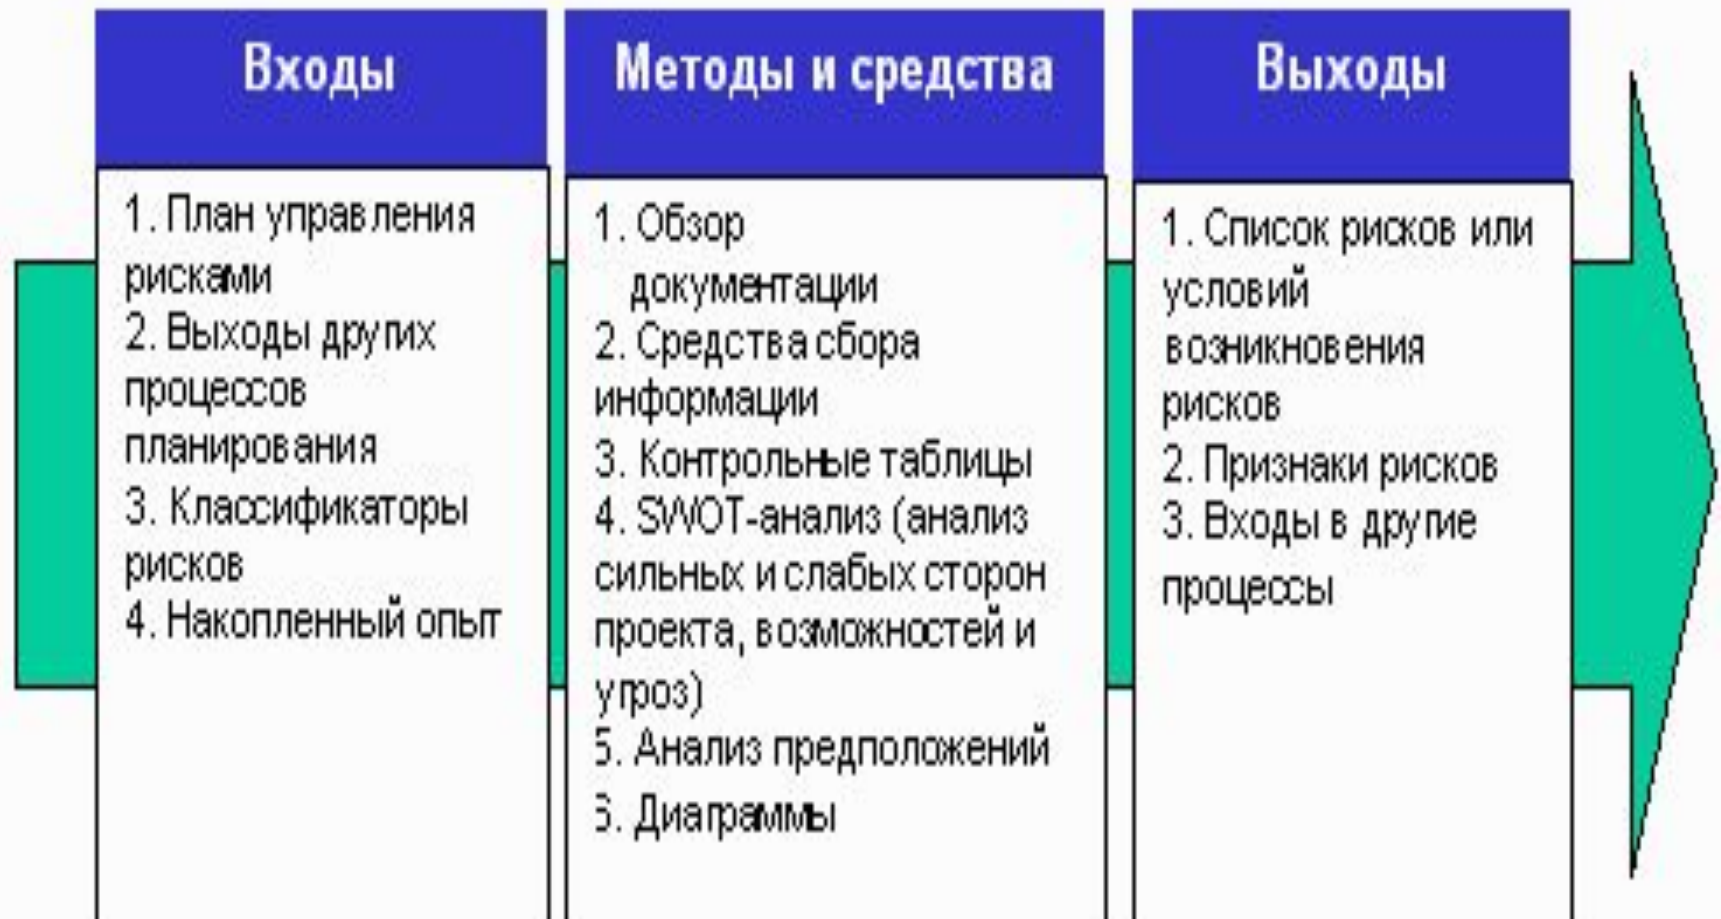 Входы
1. План управления
рисками
2. Выходы других
процессов
планирования
3. Классификаторы
рисков
4. Накопленный опыт
Методы и средства
1. Обзор
документации
2. Средства сбора
информации
3. Контрольные таблицы
4. SWOT-анализ (анализ
сильных и слабых сторон
проекта, возможностей и
угроз)
5. Анализ предположений
6. Диаграммы
Выходы
1. Список рисков или
условий
возникновения
рисков
2. Признаки рисков
3. Входы в другие
процессы